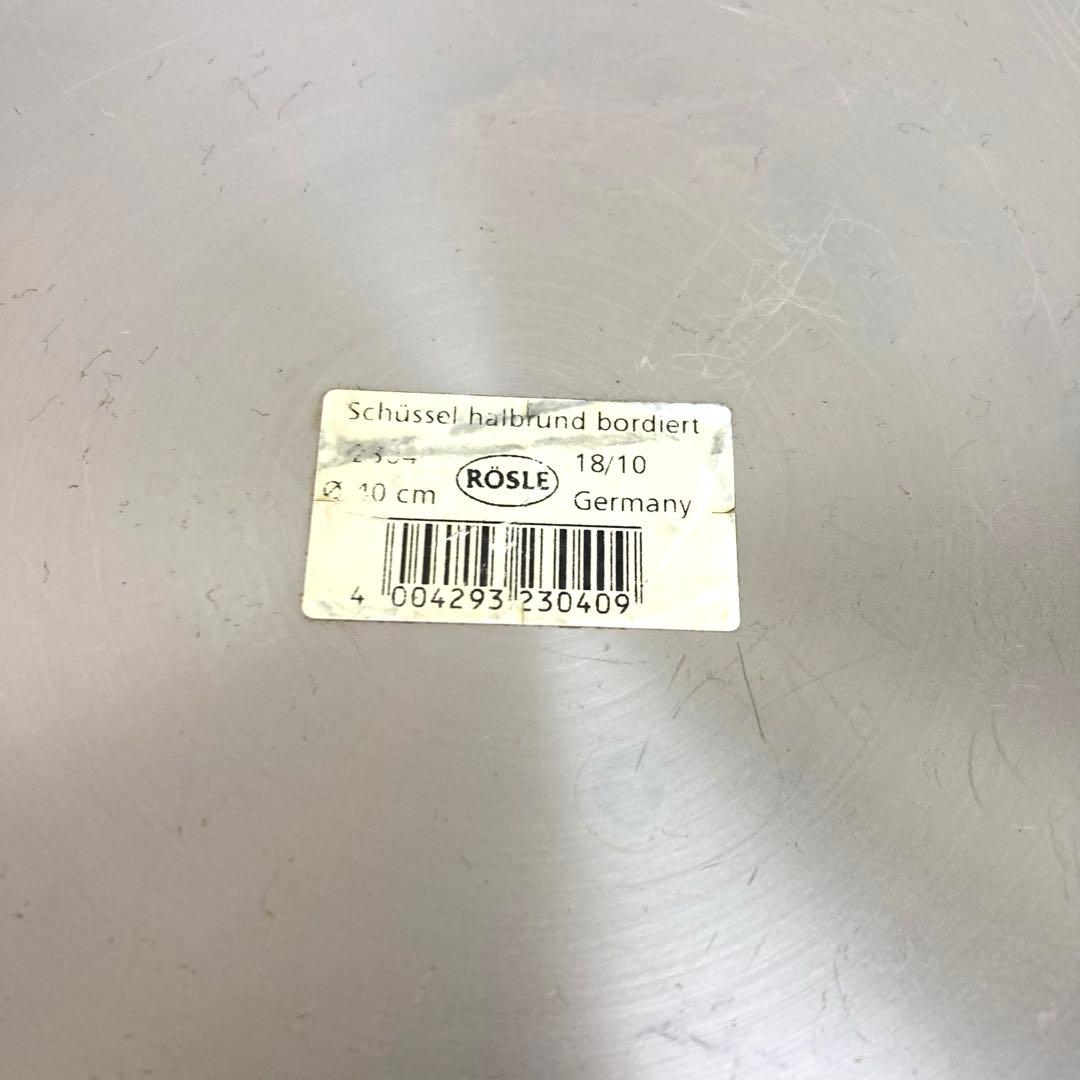 Schüssel halbrund bordiert
RÖSLE 18/10
Ø 40 cm Germany
4 004293 230409